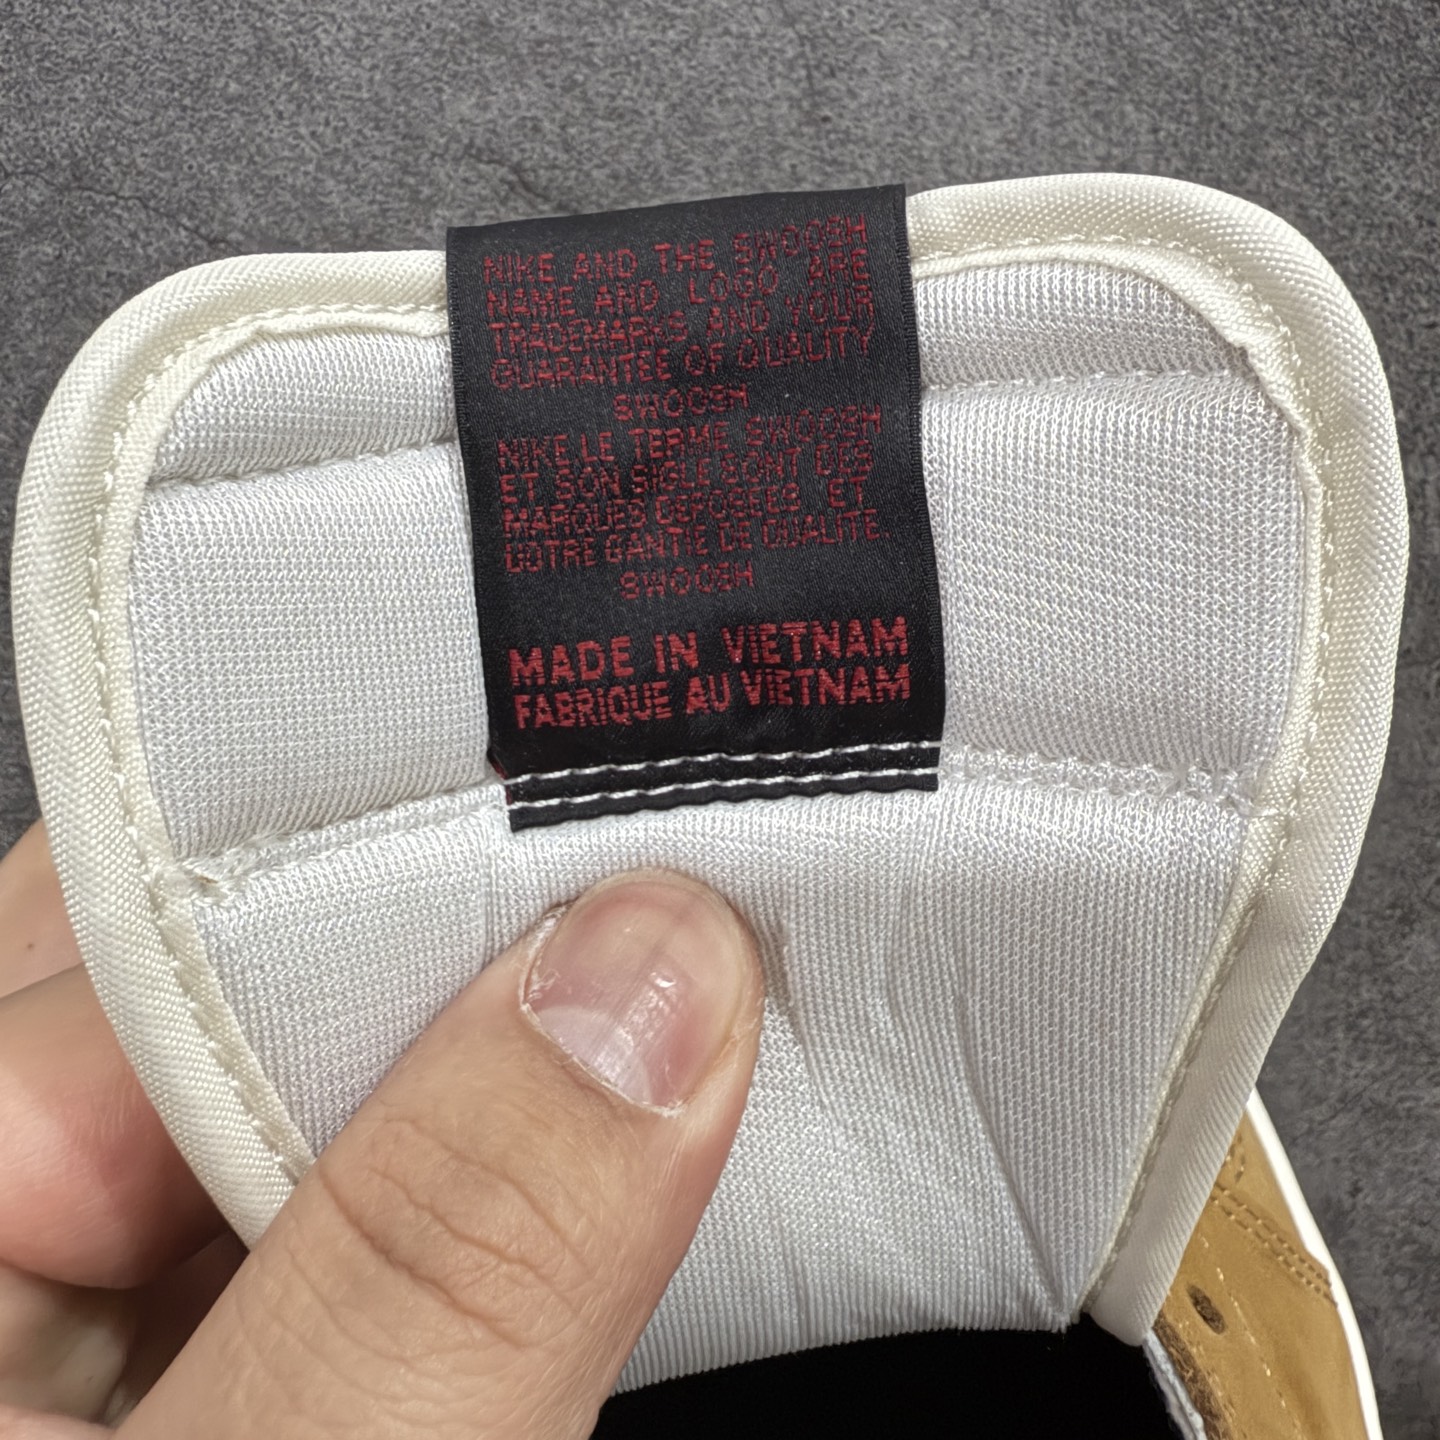 NIKE AND THE SWOOSH
NAME AND LOGO ARE
TRADEMARKS AND YOUR
GUARANTEE OF QUALITY
SWOOSH
NIKE LE TERME SWOOSH
ET SON SIGLE SONT DES
MARQUES DEPOSEES ET
UOTRE GANTIE DE QUALITE.
SWOOSH
MADE IN VIETNAM
FABRIQUE AU VIETNAM